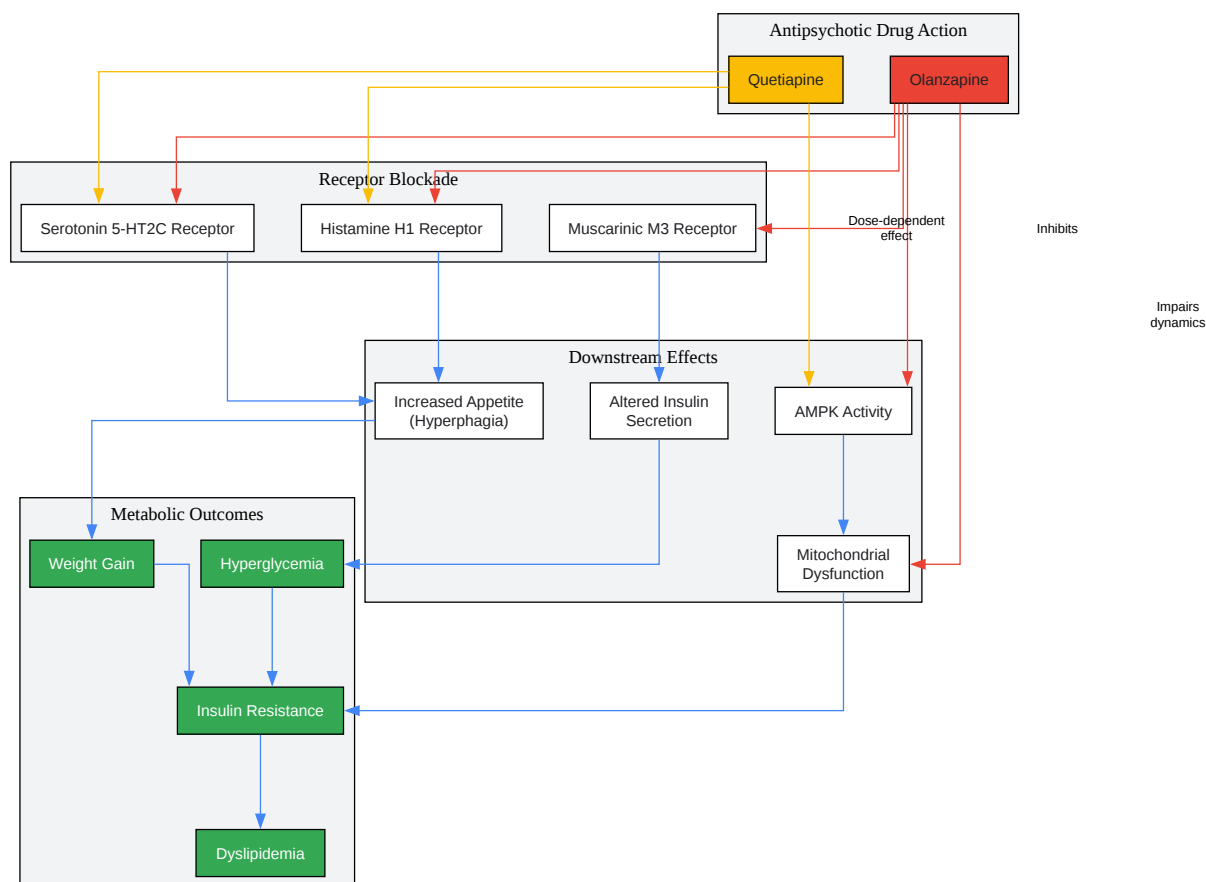 Antipsychotic Drug Action
Quetiapine
Olanzapine
Receptor Blockade
Serotonin 5-HT2C Receptor
Histamine H1 Receptor
Muscarinic M3 Receptor
Dose-dependent
effect
Inhibits
Impairs
dynamics
Downstream Effects
Increased Appetite
(Hyperphagia)
Altered Insulin
Secretion
AMPK Activity
Metabolic Outcomes
Weight Gain
Hyperglycemia
Mitochondrial
Dysfunction
Insulin Resistance
Dyslipidemia